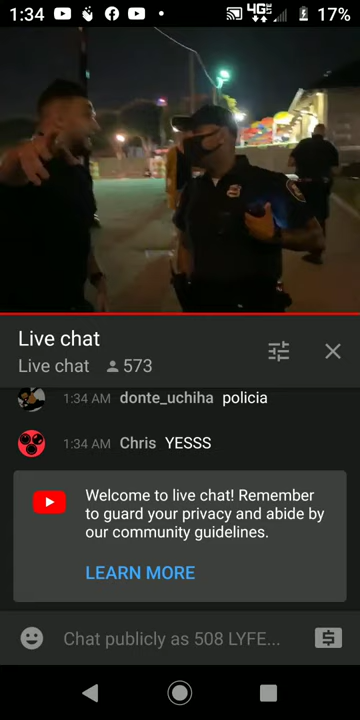 1:34 4G LTE 17%
Live chat
Live chat 573
1:34 AM donte_uchiha policia
1:34 AM Chris YESSS
Welcome to live chat! Remember
to guard your privacy and abide by
our community guidelines.
LEARN MORE
Chat publicly as 508 LYFE...